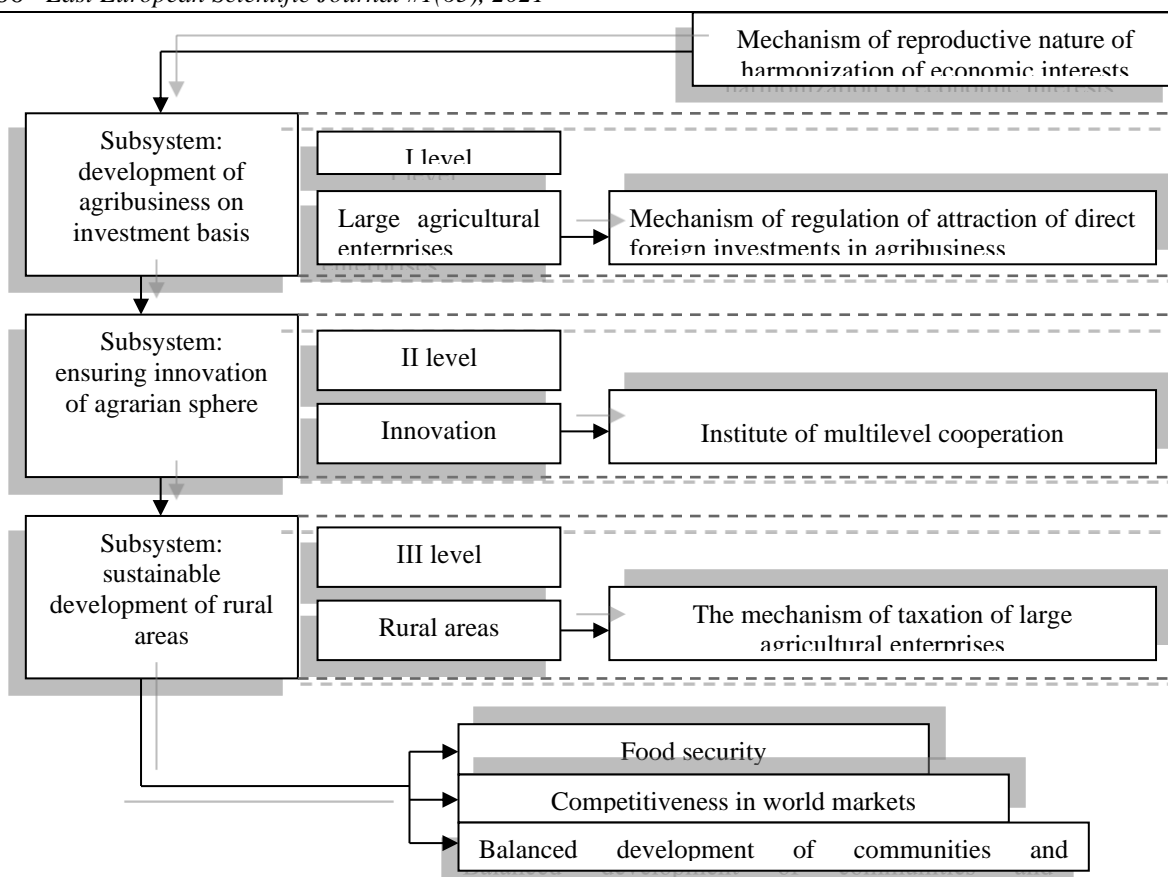 East European Scientific Journal #1(65), 2021
Mechanism of reproductive nature of
harmonization of economic interests
Subsystem:
development of
agribusiness on
investment basis
I level
Large agricultural
enterprises
Mechanism of regulation of attraction of direct
foreign investments in agribusiness
Subsystem:
ensuring innovation
of agrarian sphere
II level
Innovation
Institute of multilevel cooperation
Subsystem:
sustainable
development of rural
areas
III level
Rural areas
The mechanism of taxation of large
agricultural enterprises
Food security
Competitiveness in world markets
Balanced development of communities and